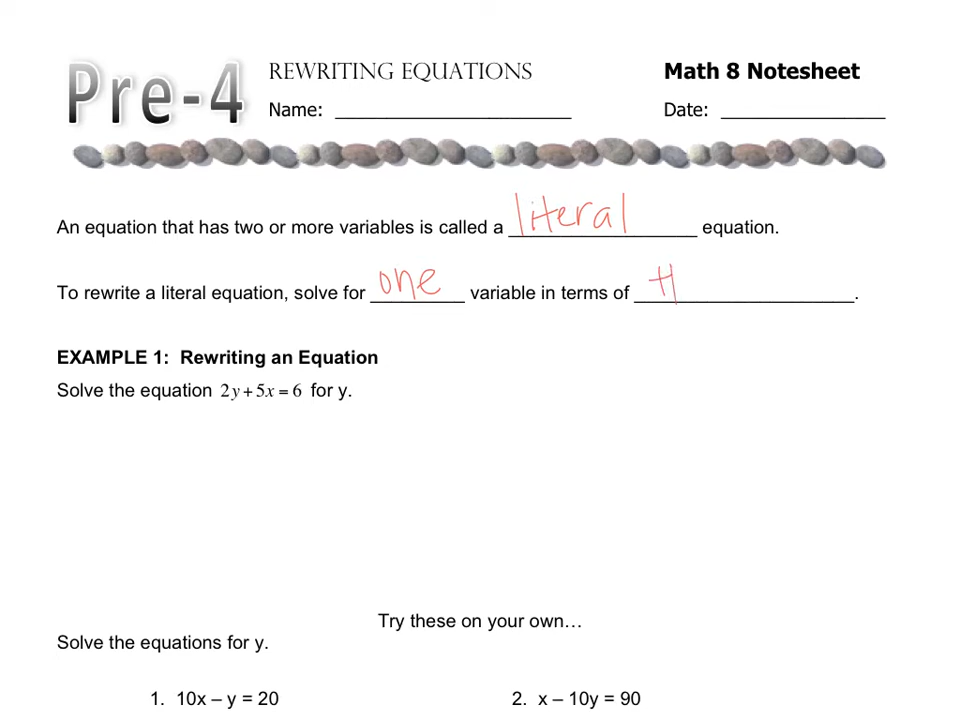 Pre-4
REWRITING EQUATIONS
Math 8 Notesheet
Name: ______________________
Date: ________________
An equation that has two or more variables is called a literal equation.
To rewrite a literal equation, solve for one variable in terms of t _____________________.
EXAMPLE 1: Rewriting an Equation
Solve the equation 2y + 5x = 6 for y.
Try these on your own…
Solve the equations for y.
1. 10x – y = 20
2. x – 10y = 90